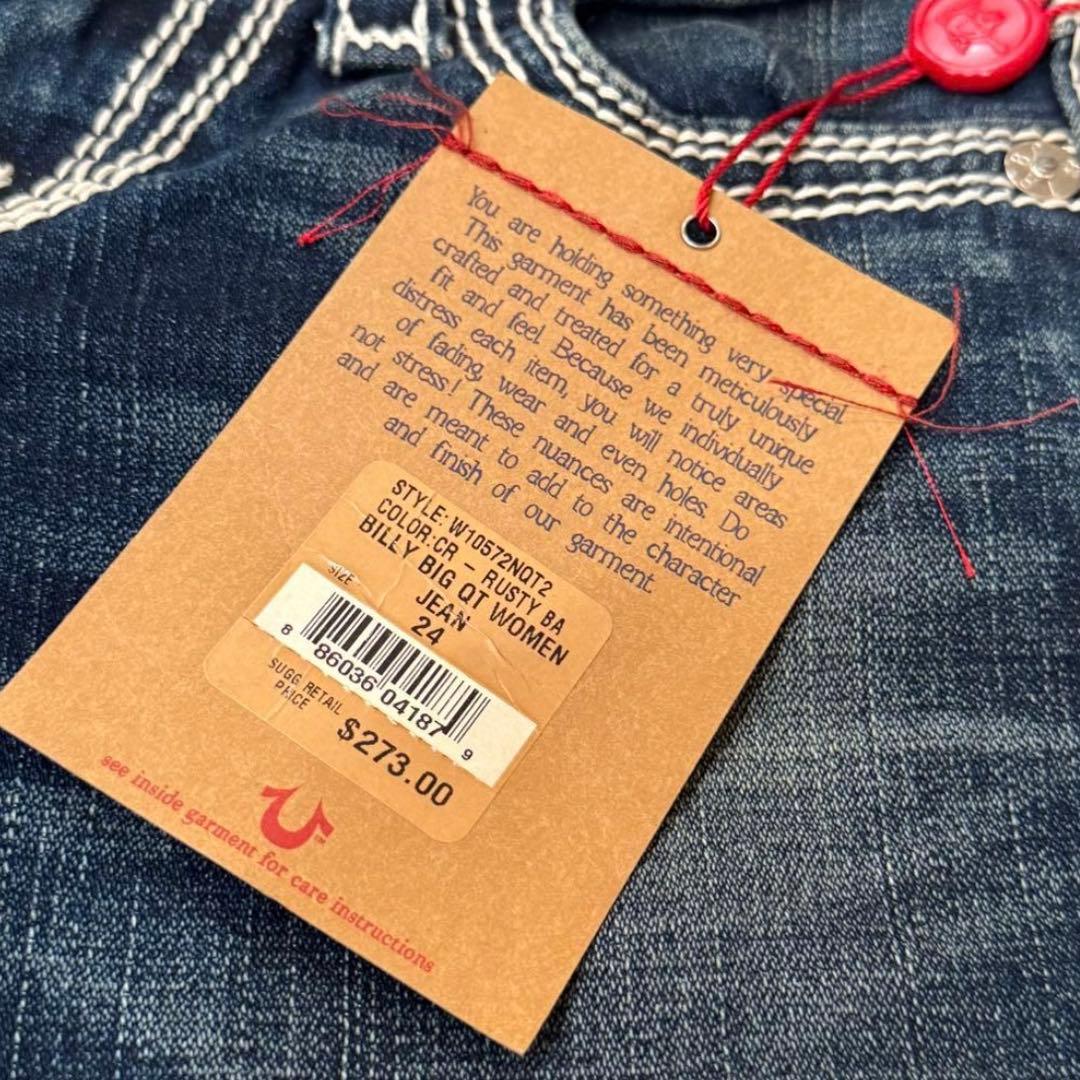 You are holding something very special
This garment has been meticulously
crafted and treated for a truly unique
fit and feel. Because we individually
distress each item, you will notice areas
of fading, wear and even holes. Do
not stress! These nuances are intentional
and are meant to add to the character
and finish of our garment.
STYLE: W10572NQT2
COLOR:CR - RUSTY BA
BILLY BIG QT WOMEN
JEAN
SIZE 24
8 86036 04187 9
SUGG. RETAIL
PRICE $273.00
TM
see inside garment for care instructions